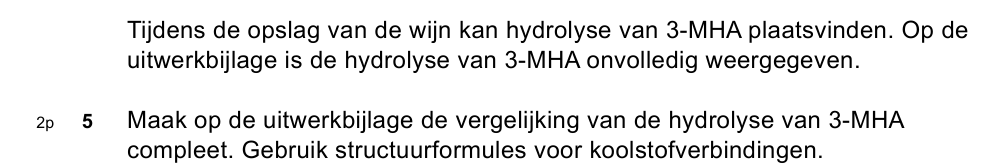 Tijdens de opslag van de wijn kan hydrolyse van 3-MHA plaatsvinden. Op de
uitwerkbijlage is de hydrolyse van 3-MHA onvolledig weergegeven.
2p 5 Maak op de uitwerkbijlage de vergelijking van de hydrolyse van 3-MHA
compleet. Gebruik structuurformules voor koolstofverbindingen.